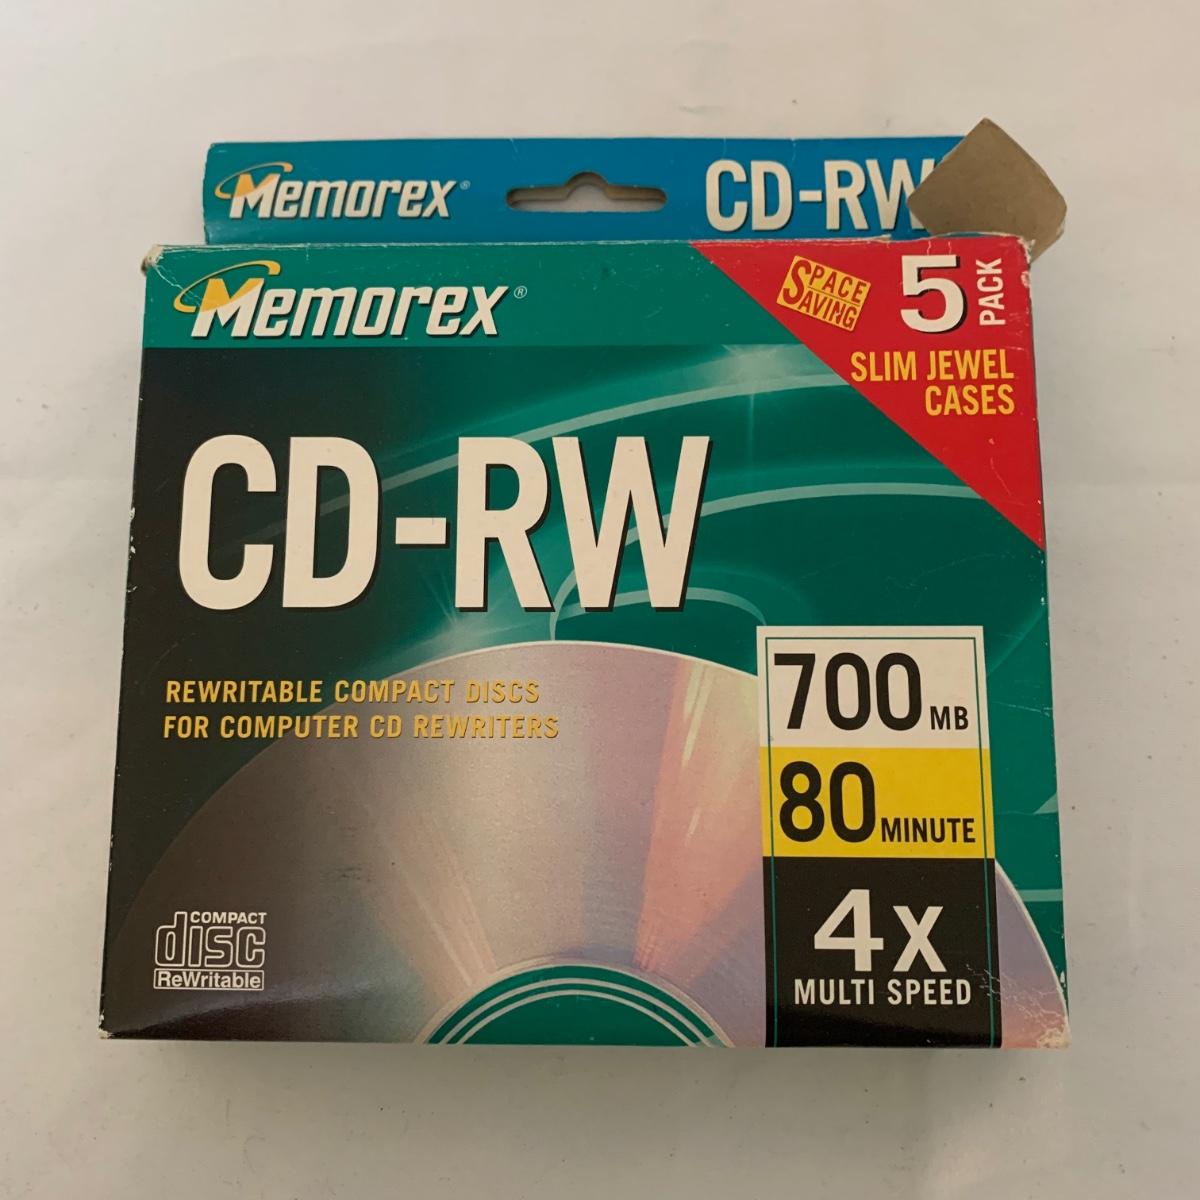 Memorex® CD-RW
Memorex®
SPACE SAVING
5 PACK
SLIM JEWEL
CASES
CD-RW
REWRITABLE COMPACT DISCS
FOR COMPUTER CD REWRITERS
700 MB
80 MINUTE
4X
MULTI SPEED
COMPACT
disc
ReWritable